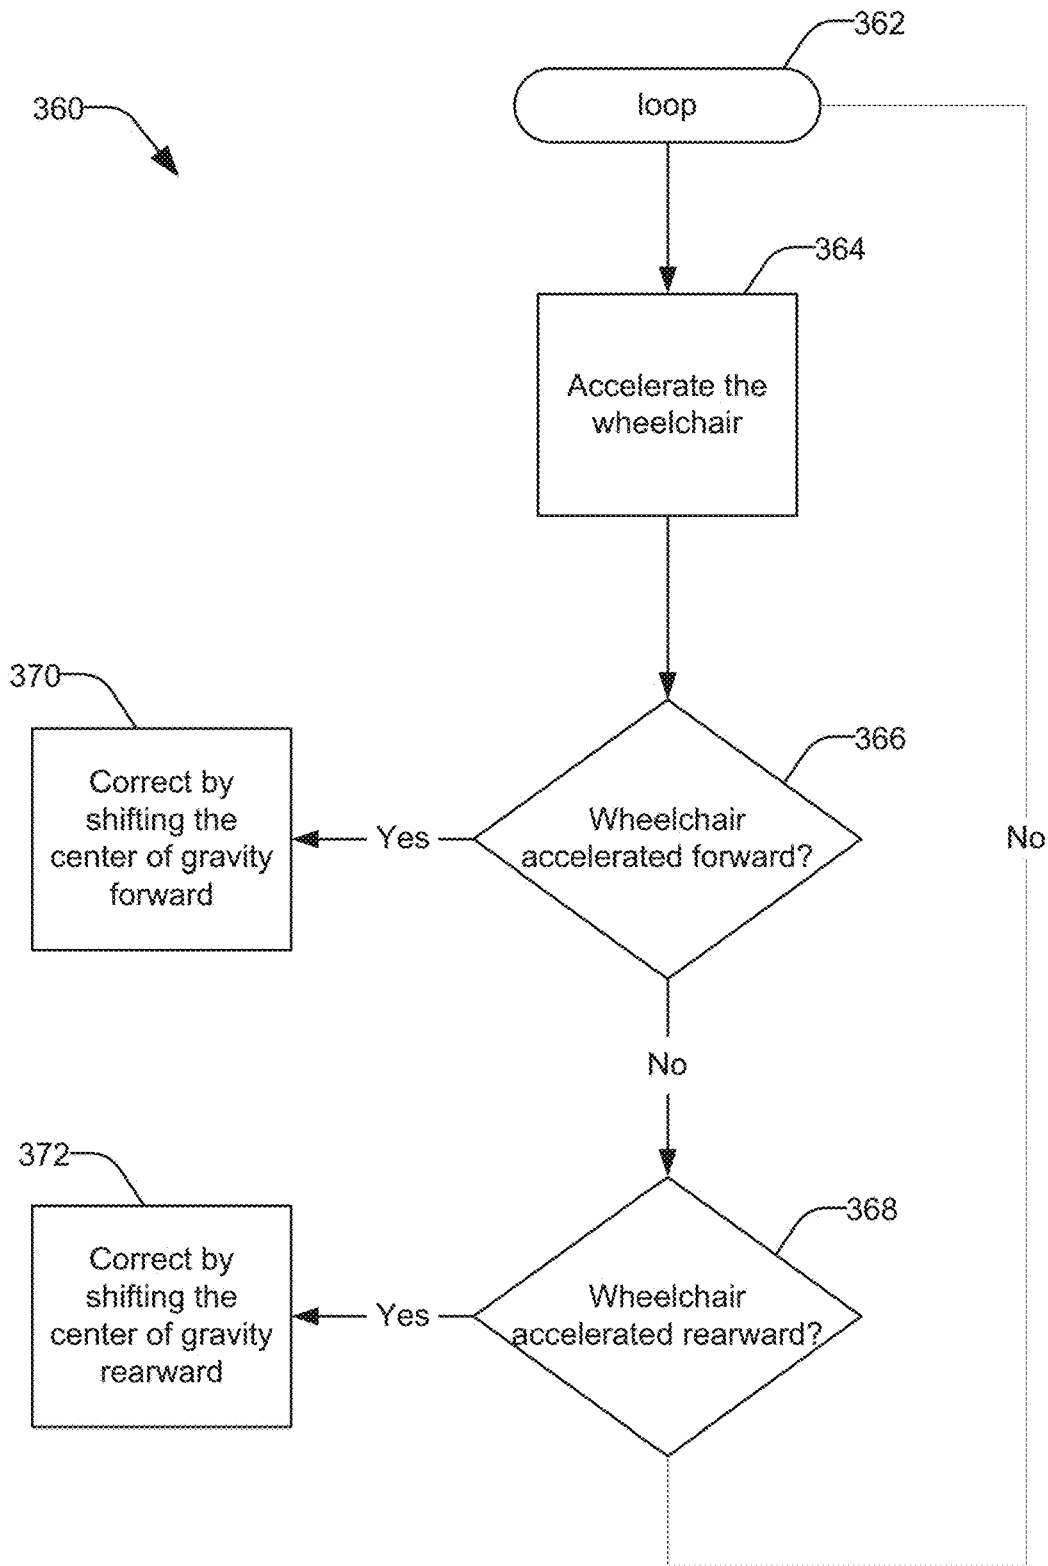 362
loop
360
364
Accelerate the
wheelchair
370
366
Correct by
shifting the
center of gravity
forward
Yes
Wheelchair
accelerated forward?
No
No
372
368
Correct by
shifting the
center of gravity
rearward
Yes
Wheelchair
accelerated rearward?